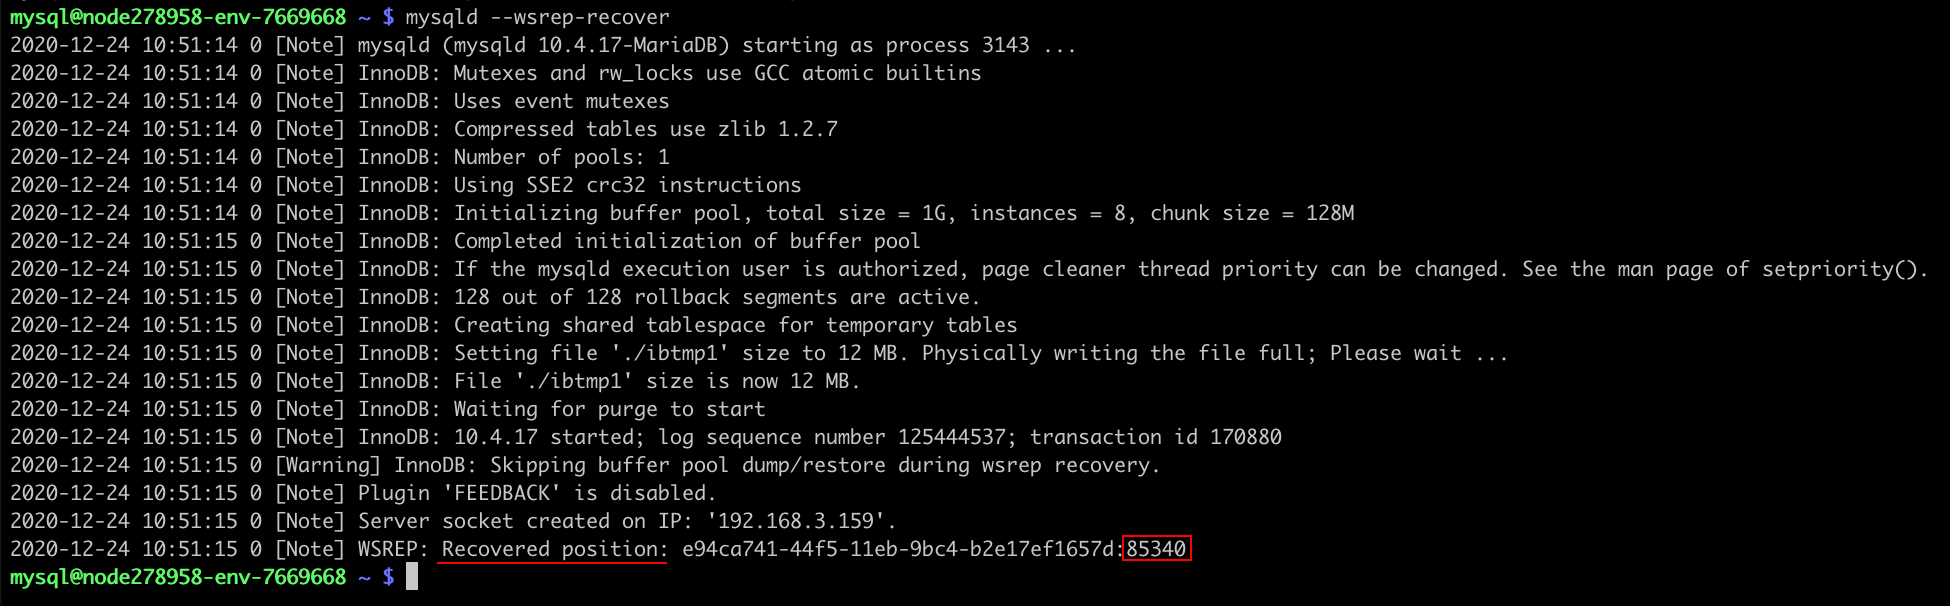 mysql@node278958-env-7669668 ~ $ mysqld --wsrep-recover
2020-12-24 10:51:14 0 [Note] mysqld (mysqld 10.4.17-MariaDB) starting as process 3143 ...
2020-12-24 10:51:14 0 [Note] InnoDB: Mutexes and rw_locks use GCC atomic builtins
2020-12-24 10:51:14 0 [Note] InnoDB: Uses event mutexes
2020-12-24 10:51:14 0 [Note] InnoDB: Compressed tables use zlib 1.2.7
2020-12-24 10:51:14 0 [Note] InnoDB: Number of pools: 1
2020-12-24 10:51:14 0 [Note] InnoDB: Using SSE2 crc32 instructions
2020-12-24 10:51:14 0 [Note] InnoDB: Initializing buffer pool, total size = 1G, instances = 8, chunk size = 128M
2020-12-24 10:51:15 0 [Note] InnoDB: Completed initialization of buffer pool
2020-12-24 10:51:15 0 [Note] InnoDB: If the mysqld execution user is authorized, page cleaner thread priority can be changed. See the man page of setpriority().
2020-12-24 10:51:15 0 [Note] InnoDB: 128 out of 128 rollback segments are active.
2020-12-24 10:51:15 0 [Note] InnoDB: Creating shared tablespace for temporary tables
2020-12-24 10:51:15 0 [Note] InnoDB: Setting file './ibtmp1' size to 12 MB. Physically writing the file full; Please wait ...
2020-12-24 10:51:15 0 [Note] InnoDB: File './ibtmp1' size is now 12 MB.
2020-12-24 10:51:15 0 [Note] InnoDB: Waiting for purge to start
2020-12-24 10:51:15 0 [Note] InnoDB: 10.4.17 started; log sequence number 125444537; transaction id 170880
2020-12-24 10:51:15 0 [Warning] InnoDB: Skipping buffer pool dump/restore during wsrep recovery.
2020-12-24 10:51:15 0 [Note] Plugin 'FEEDBACK' is disabled.
2020-12-24 10:51:15 0 [Note] Server socket created on IP: '192.168.3.159'.
2020-12-24 10:51:15 0 [Note] WSREP: Recovered position: e94ca741-44f5-11eb-9bc4-b2e17ef1657d:85340
mysql@node278958-env-7669668 ~ $